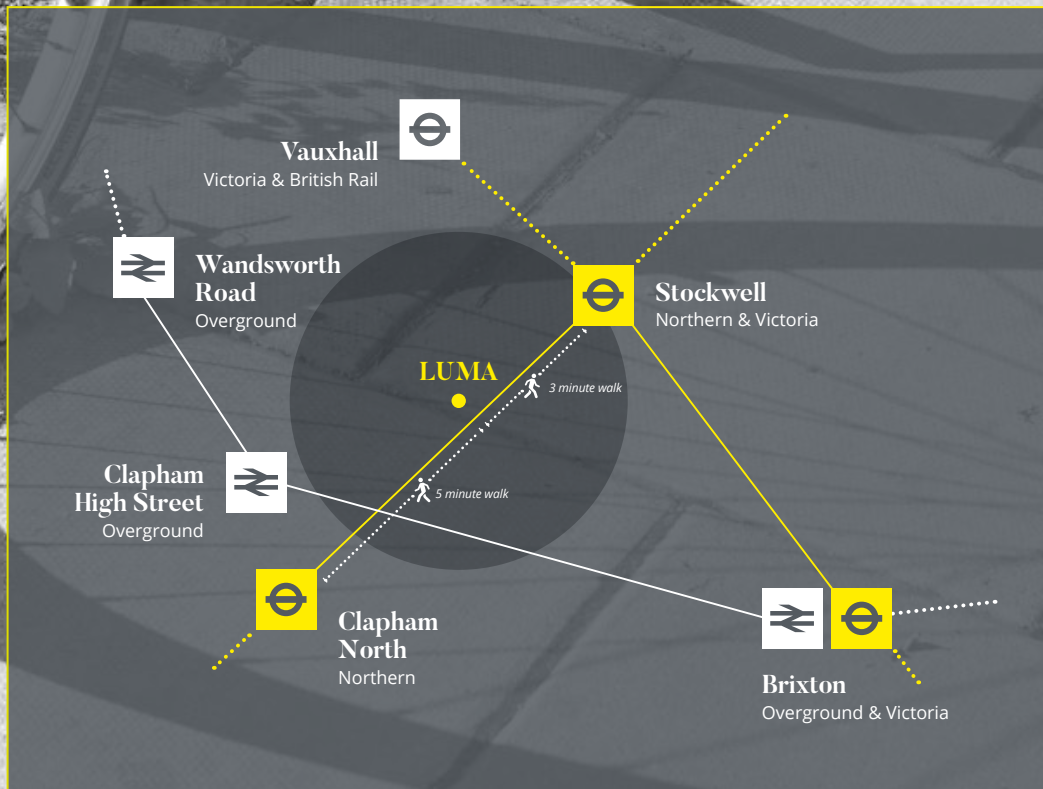 Vauxhall
Victoria & British Rail
Wandsworth
Road
Overground
Stockwell
Northern & Victoria
LUMA
3 minute walk
Clapham
High Street
Overground
5 minute walk
Clapham
North
Northern
Brixton
Overground & Victoria